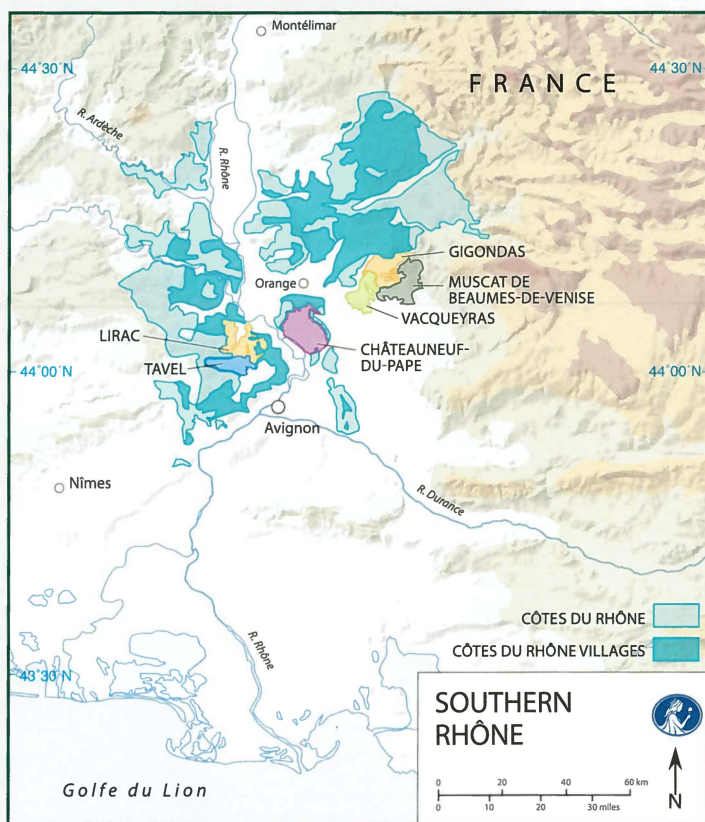 Montélimar
44°30'N
44°30'N
FRANCE
R. Ardèche
R. Rhône
GIGONDAS
Orange
MUSCAT DE
BEAUMES-DE-VENISE
VACQUEYRAS
LIRAC
CHÂTEAUNEUF-
DU-PAPE
TAVEL
44°00'N
44°00'N
Avignon
Nîmes
R. Durance
CÔTES DU RHÔNE
R. Rhône
CÔTES DU RHÔNE VILLAGES
43°30'N
SOUTHERN
RHÔNE
Golfe du Lion
0 20 40 60 km
0 10 20 30 miles
N